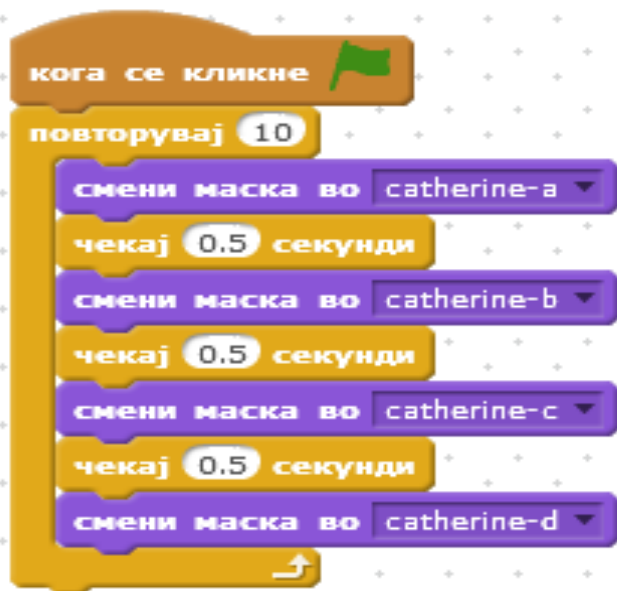 кога се кликне
повторувај 10
смени маска во catherine-a
чекај 0.5 секунди
смени маска во catherine-b
чекај 0.5 секунди
смени маска во catherine-c
чекај 0.5 секунди
смени маска во catherine-d